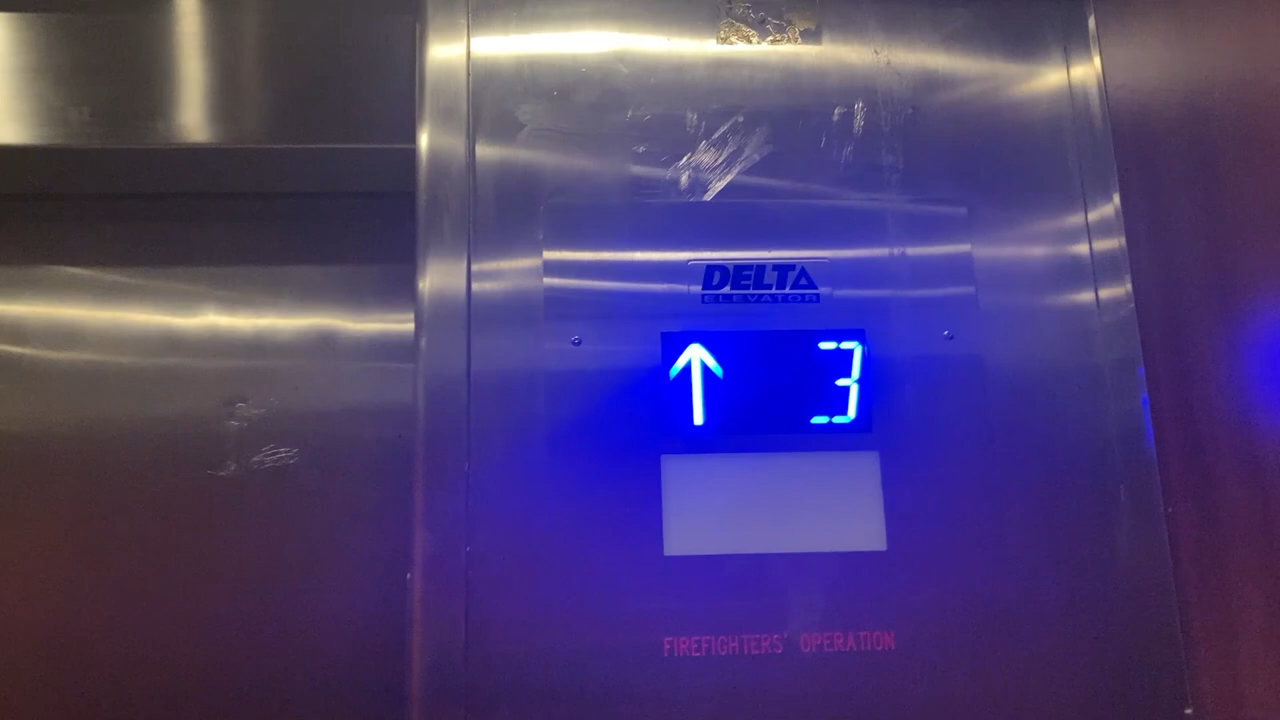 DELTA
ELEVATOR
↑ 3
FIREFIGHTERS' OPERATION